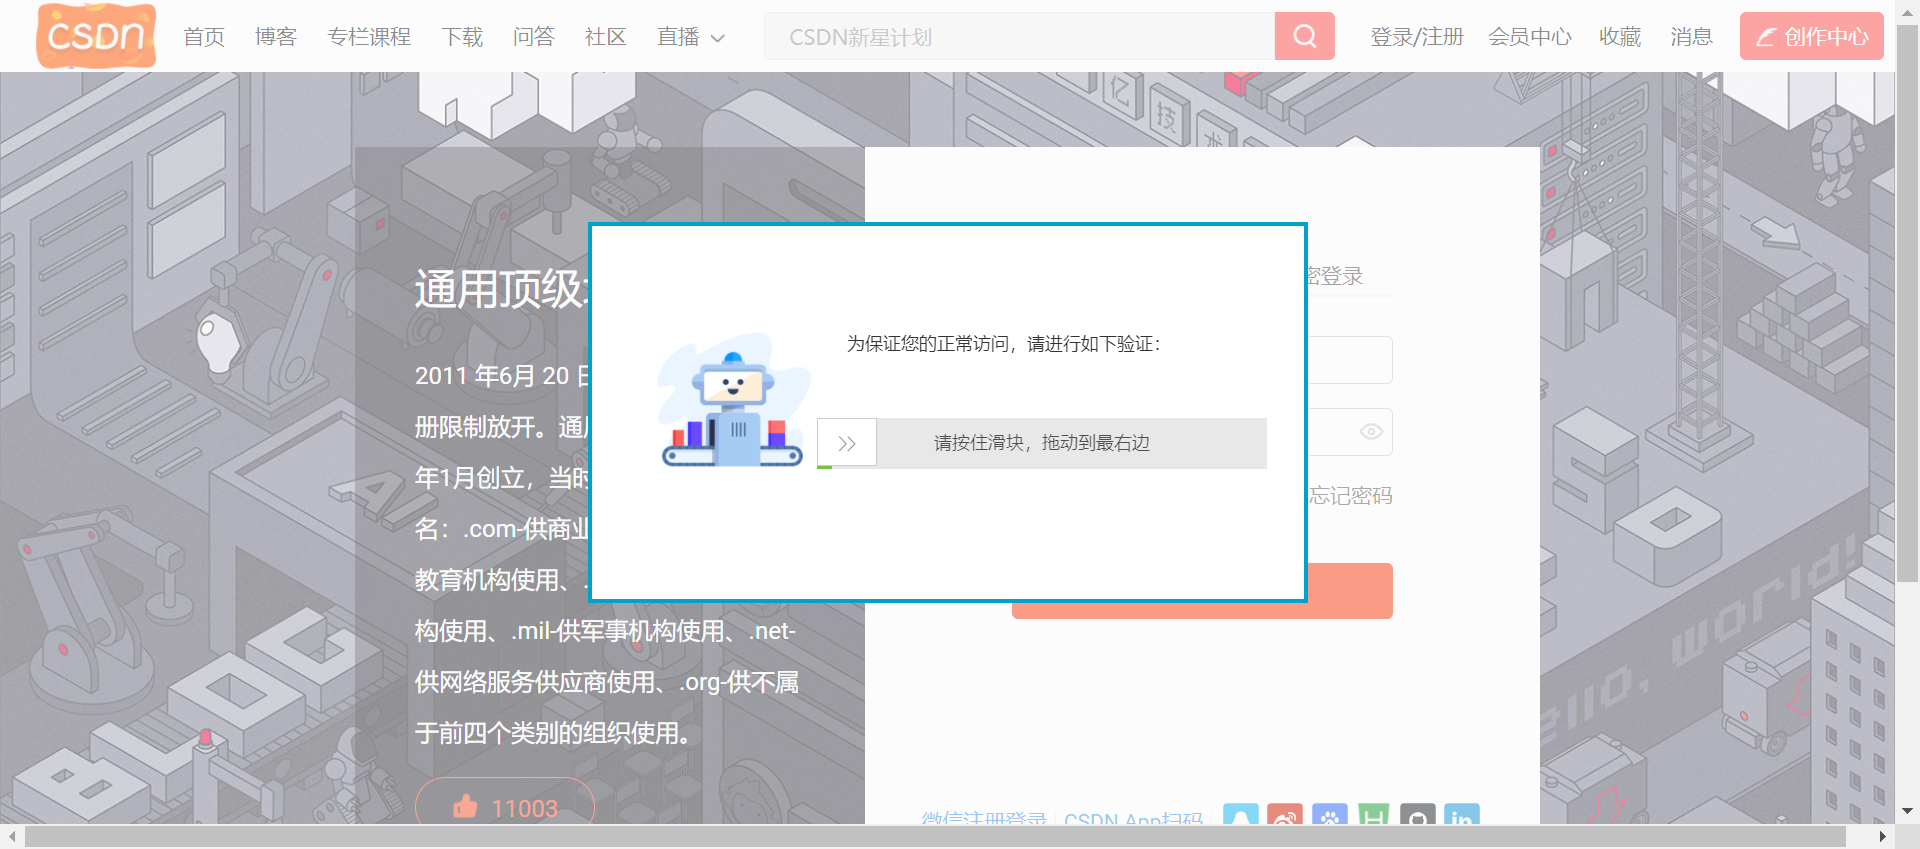 CSDN
首页 博客 专栏课程 下载 问答 社区 直播 CSDN新星计划 登录/注册 会员中心 收藏 消息 创作中心
亿
技
术
通用顶级
密登录
为保证您的正常访问，请进行如下验证：
2011 年6月 20 日
册限制放开。通
请按住滑块，拖动到最右边
年1月创立，当时
忘记密码
名：.com-供商业
教育机构使用、.
构使用、.mil-供军事机构使用、.net-
供网络服务供应商使用、.org-供不属
于前四个类别的组织使用。
11003
微信注册登录 CSDN App扫码
AI
world!